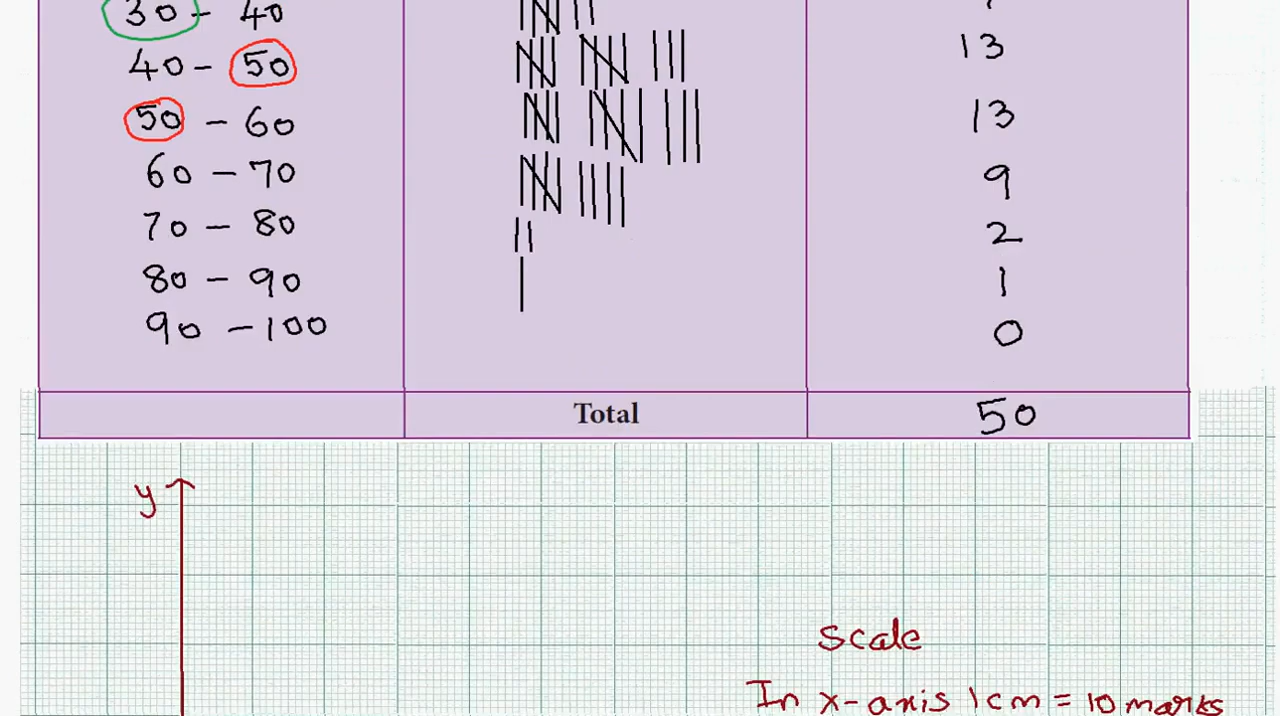 30 - 40
40 - 50 13
50 - 60 13
60 - 70 9
70 - 80 2
80 - 90 1
90 - 100 0
Total 50
y
Scale
In x-axis 1cm = 10 marks